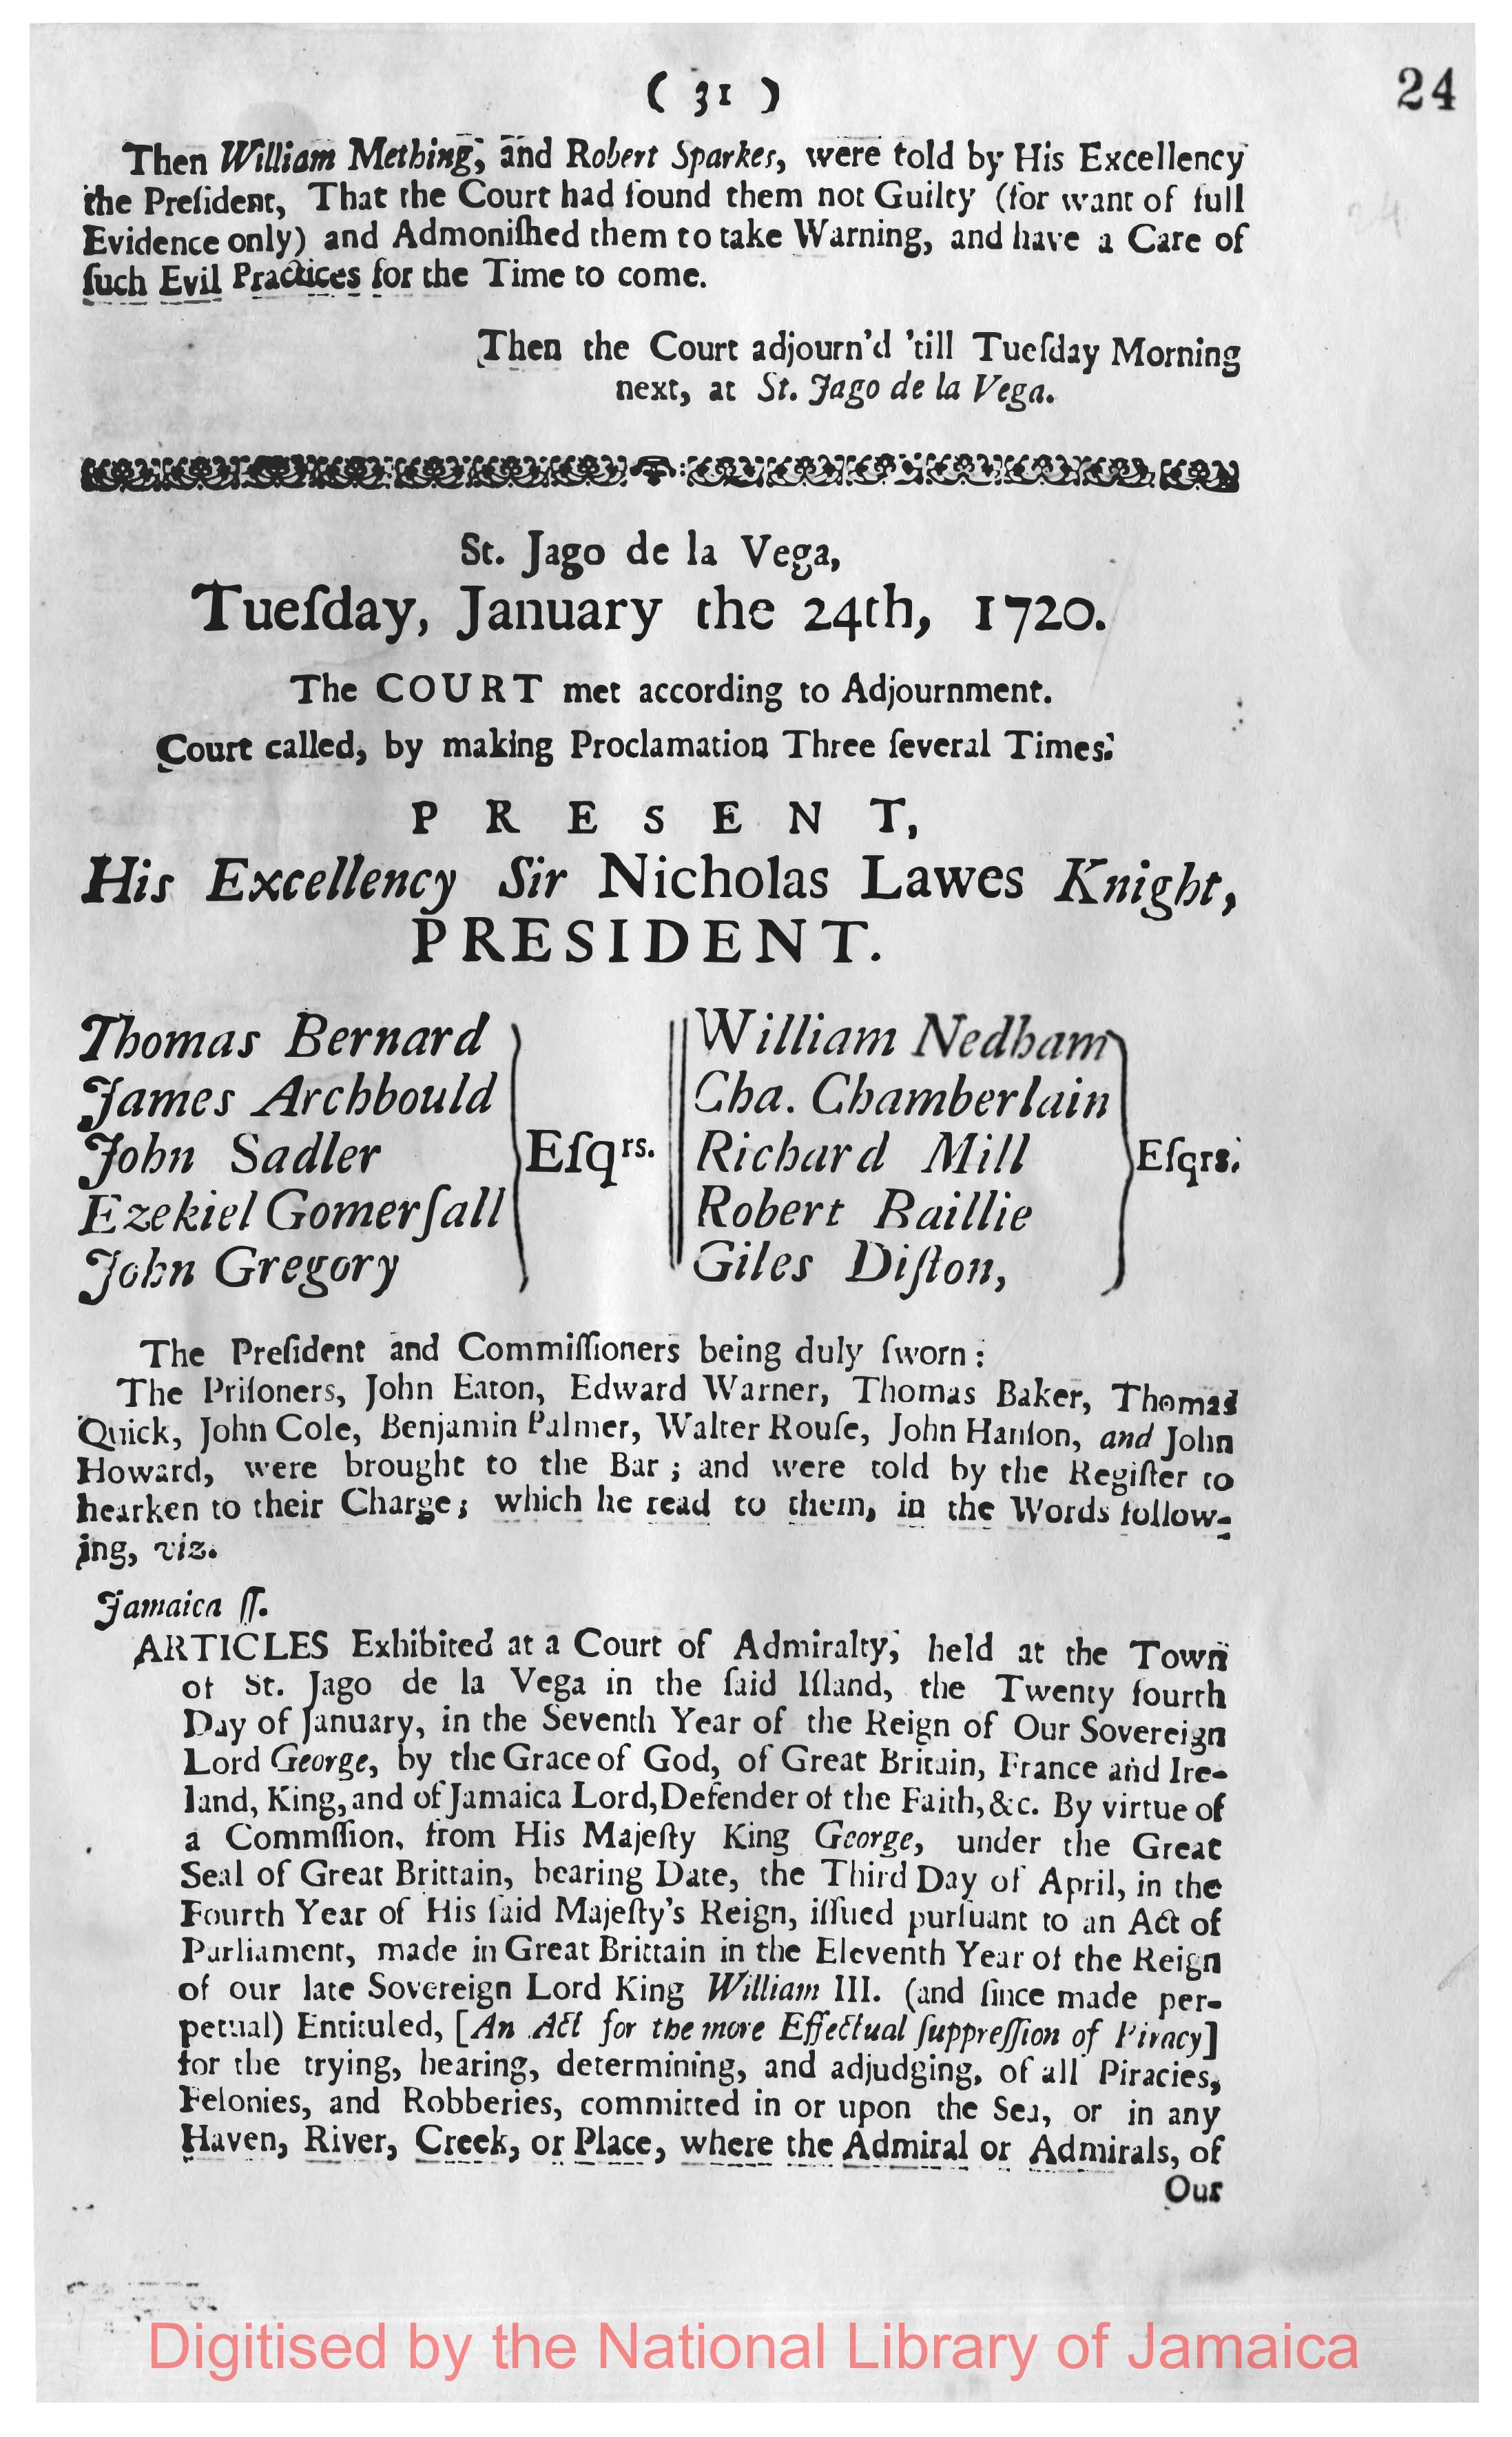 ( 31 )
24
Then William Mething, and Robert Sparkes, were told by His Excellency
the Preſident, That the Court had found them not Guilty (for want of full
Evidence only) and Admoniſhed them to take Warning, and have a Care of
ſuch Evil Practices for the Time to come.
24
Then the Court adjourn'd 'till Tueſday Morning
next, at St. Jago de la Vega.
St. Jago de la Vega,
Tueſday, January the 24th, 1720.
The COURT met according to Adjournment.
Court called, by making Proclamation Three ſeveral Times.
PRESENT,
His Excellency Sir Nicholas Lawes Knight,
PRESIDENT.
Thomas Bernard
James Archbould
John Sadler
Ezekiel Gomerſall
John Gregory
Eſqrs.
William Nedham
Cha. Chamberlain
Richard Mill
Robert Baillie
Giles Diſton,
Eſqrs.
The Preſident and Commiſſioners being duly ſworn:
The Priſoners, John Eaton, Edward Warner, Thomas Baker, Thomas
Quick, John Cole, Benjamin Palmer, Walter Rouſe, John Hanſon, and John
Howard, were brought to the Bar; and were told by the Regiſter to
hearken to their Charge; which he read to them, in the Words follow-
ing, viz.
Jamaica ſſ.
ARTICLES Exhibited at a Court of Admiralty, held at the Town
of St. Jago de la Vega in the ſaid Iſland, the Twenty fourth
Day of January, in the Seventh Year of the Reign of Our Sovereign
Lord George, by the Grace of God, of Great Britain, France and Ire-
land, King, and of Jamaica Lord, Defender of the Faith, &c. By virtue of
a Commſſion, from His Majeſty King George, under the Great
Seal of Great Brittain, bearing Date, the Third Day of April, in the
Fourth Year of His ſaid Majeſty's Reign, iſſued purſuant to an Act of
Parliament, made in Great Brittain in the Eleventh Year of the Reign
of our late Sovereign Lord King William III. (and ſince made per-
petual) Entituled, [An Act for the more Effectual ſuppreſſion of Piracy]
for the trying, hearing, determining, and adjudging, of all Piracies,
Felonies, and Robberies, committed in or upon the Sea, or in any
Haven, River, Creek, or Place, where the Admiral or Admirals, of
Our
Digitised by the National Library of Jamaica